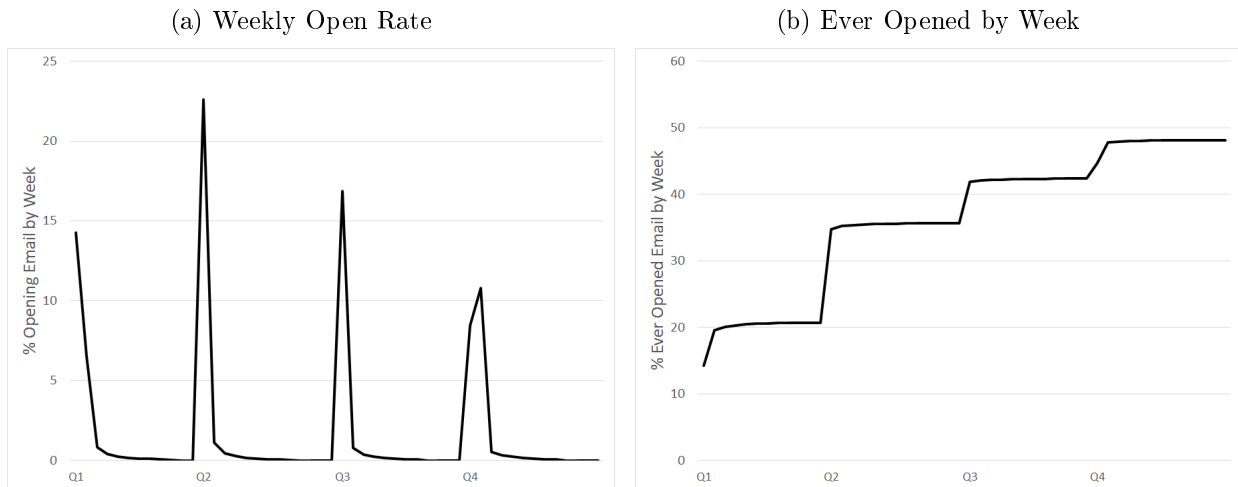 (a) Weekly Open Rate
% Opening Email by Week
25
20
15
10
5
0
Q1 Q2 Q3 Q4
(b) Ever Opened by Week
% Ever Opened Email by Week
60
50
40
30
20
10
0
Q1 Q2 Q3 Q4